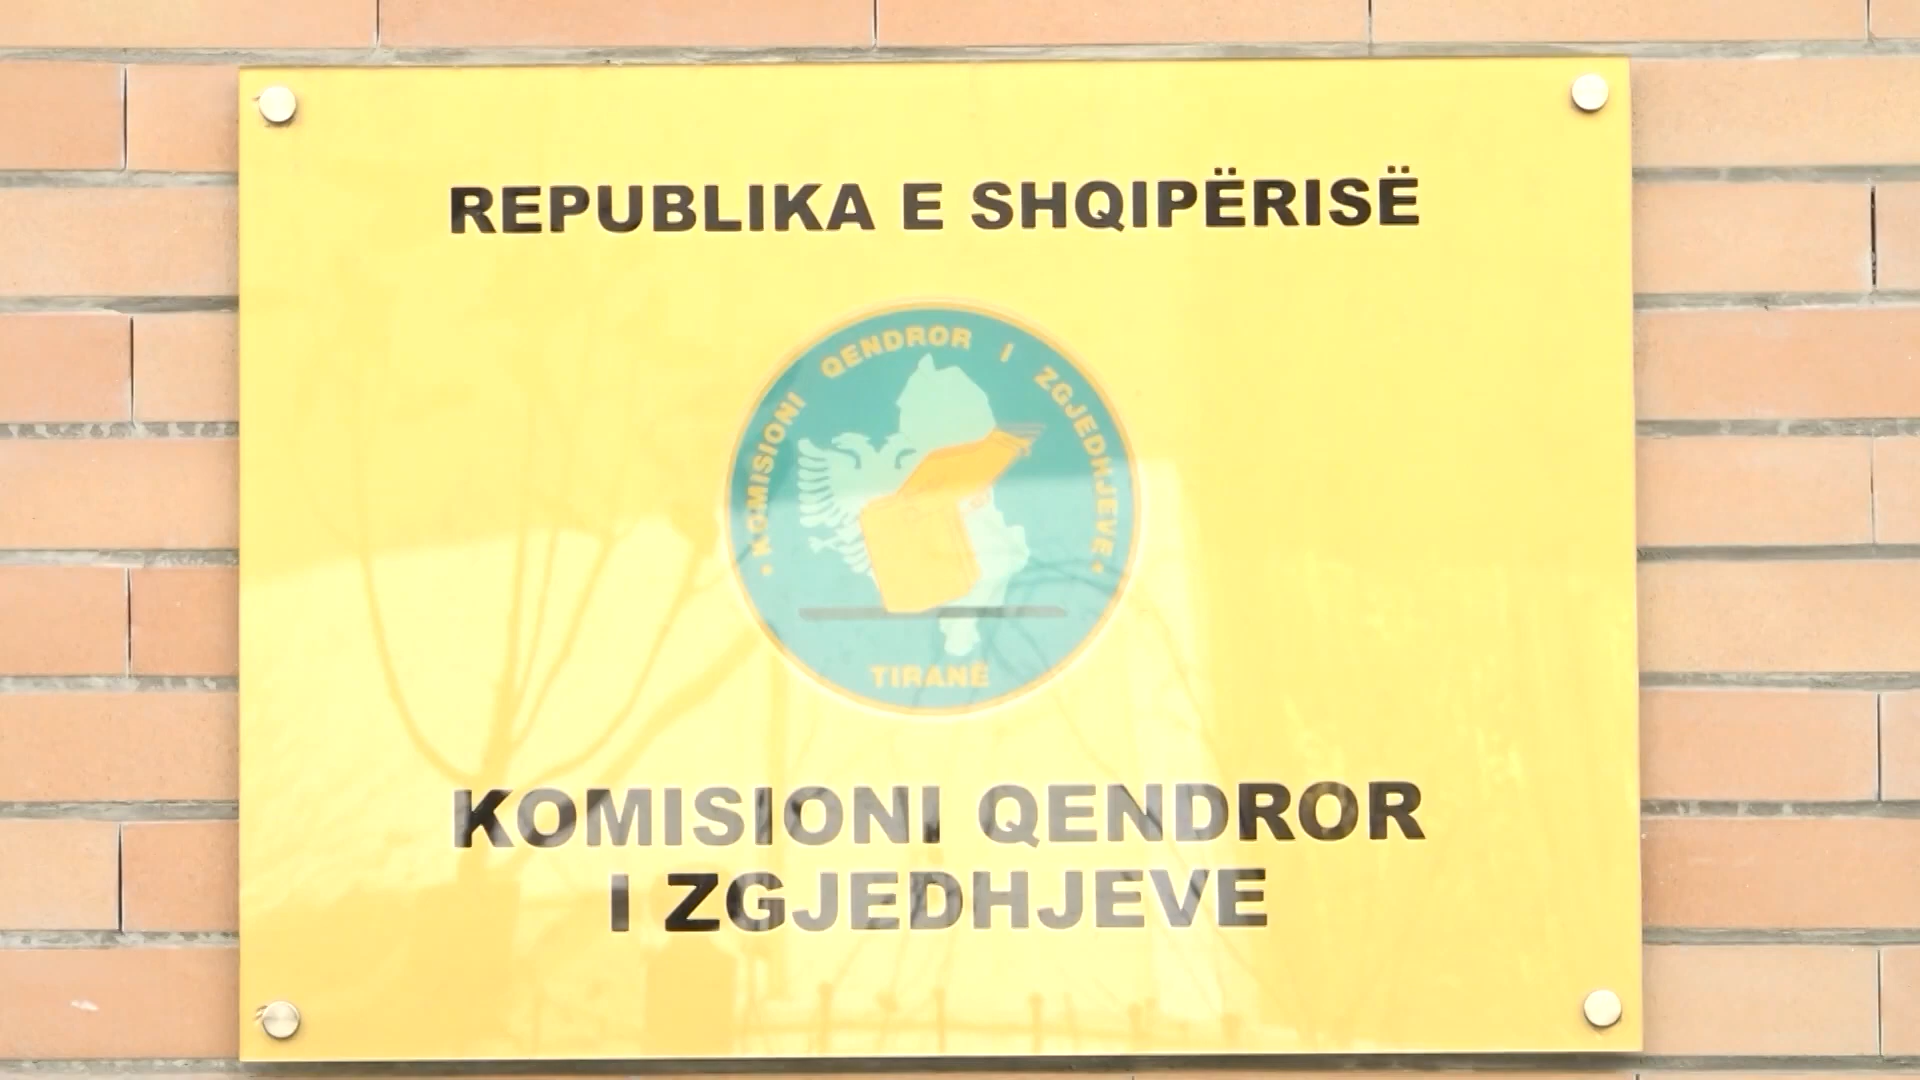 REPUBLIKA E SHQIPËRISË
• KOMISIONI QENDROR I ZGJEDHJEVE •
TIRANË
KOMISIONI QENDROR
I ZGJEDHJEVE